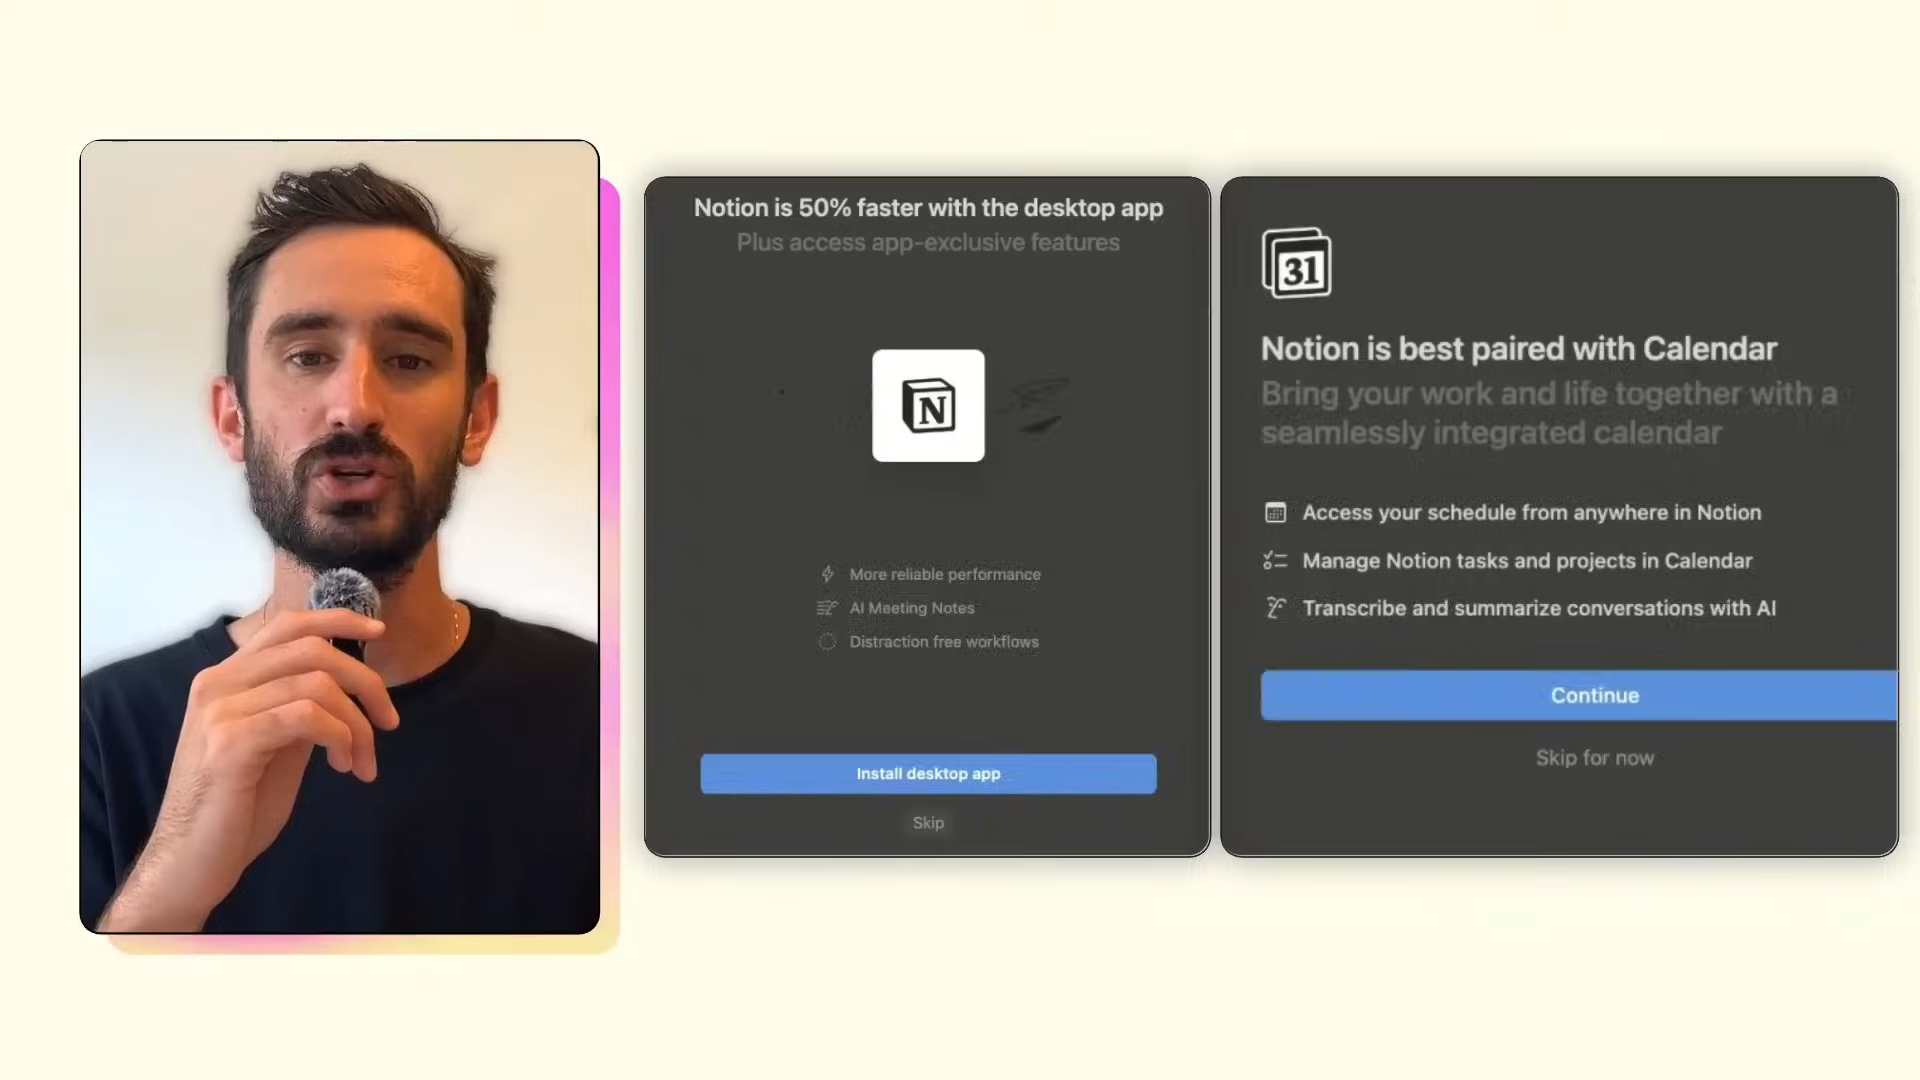 Notion is 50% faster with the desktop app
Plus access app-exclusive features
N
More reliable performance
AI Meeting Notes
Distraction free workflows
Install desktop app
Skip
31
Notion is best paired with Calendar
Bring your work and life together with a
seamlessly integrated calendar
Access your schedule from anywhere in Notion
Manage Notion tasks and projects in Calendar
Transcribe and summarize conversations with AI
Continue
Skip for now